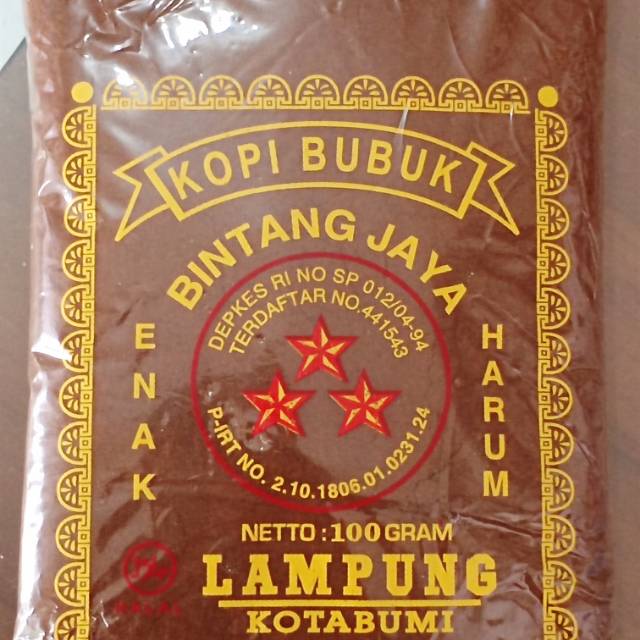 KOPI BUBUK
BINTANG JAYA
DEPKES RI NO SP 012/04-94
TERDAFTAR NO.441543
ENAK
HARUM
P-IRT NO. 2.10.1806.01.0231.24
NETTO : 100 GRAM
HALAL
LAMPUNG
KOTABUMI